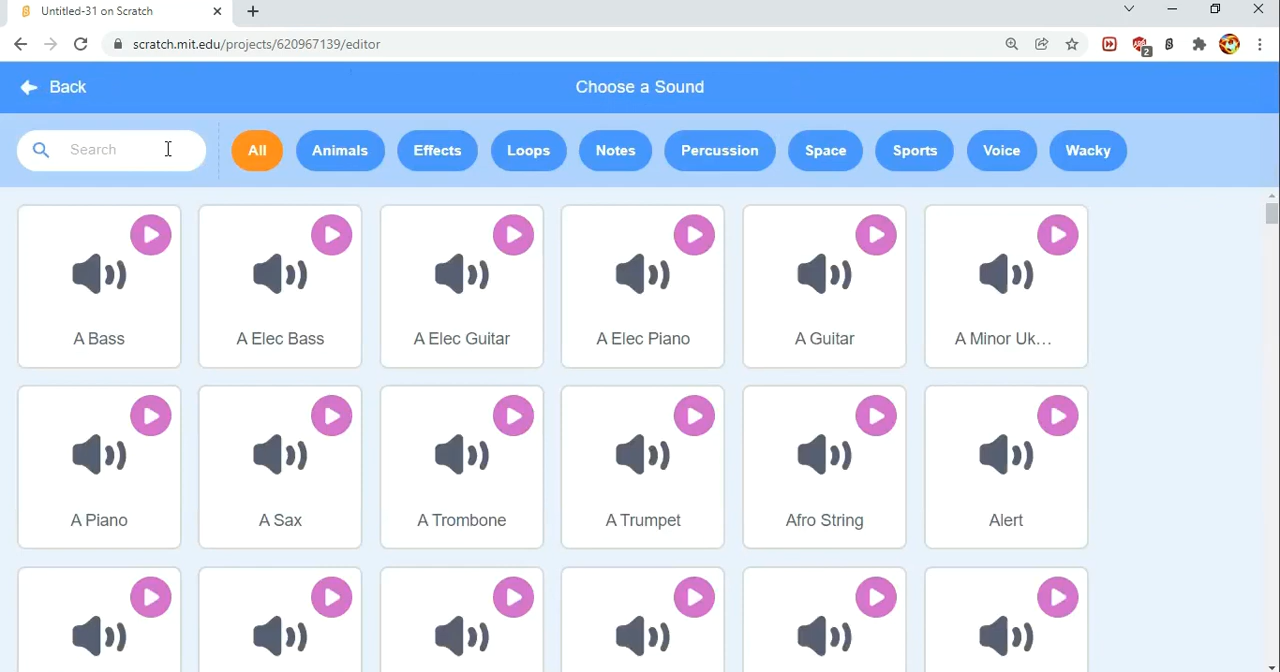 Untitled-31 on Scratch
scratch.mit.edu/projects/620967139/editor
2
Back
Choose a Sound
Search
All
Animals
Effects
Loops
Notes
Percussion
Space
Sports
Voice
Wacky
A Bass
A Elec Bass
A Elec Guitar
A Elec Piano
A Guitar
A Minor Uk...
A Piano
A Sax
A Trombone
A Trumpet
Afro String
Alert